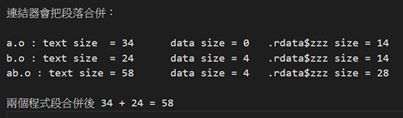 連結器會把段落合併：
a.o : text size = 34 data size = 0 .rdata$zzz size = 14
b.o : text size = 24 data size = 4 .rdata$zzz size = 14
ab.o : text size = 58 data size = 4 .rdata$zzz size = 28
兩個程式段合併後 34 + 24 = 58